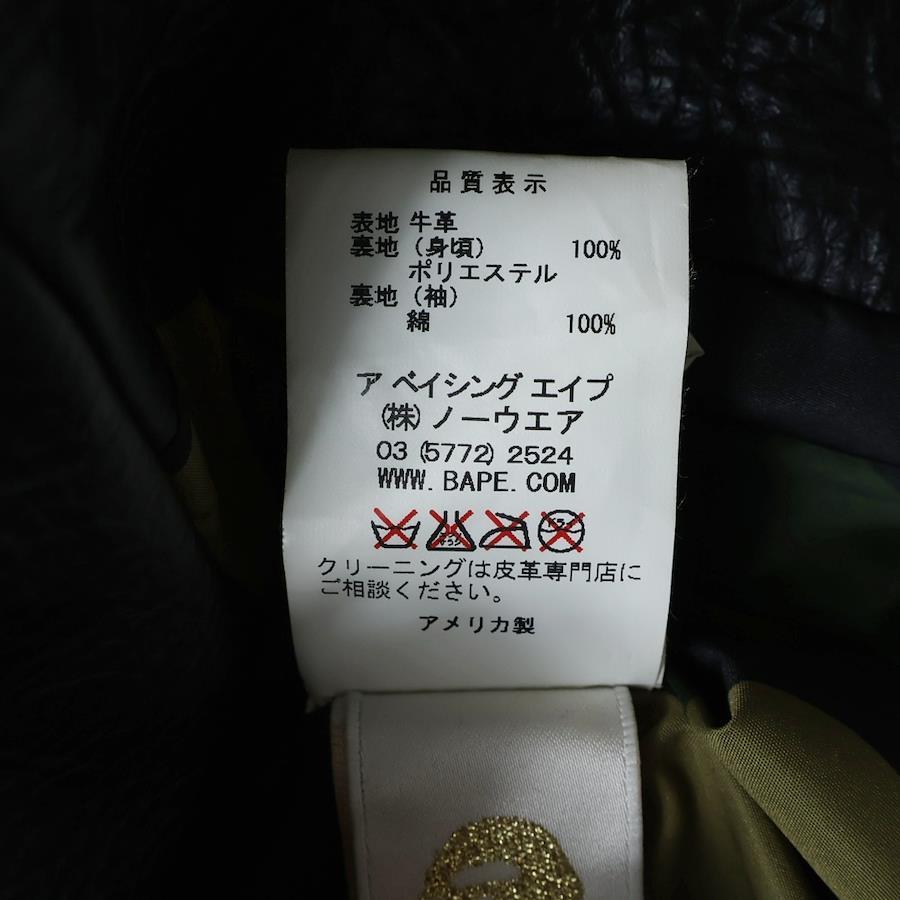 品質表示
表地 牛革
裏地（身頃） 100%
ポリエステル
裏地（袖）
綿 100%
ア ベイシング エイプ
(株) ノーウエア
03 (5772) 2524
WWW. BAPE. COM
クリーニングは皮革専門店に
ご相談ください。
アメリカ製